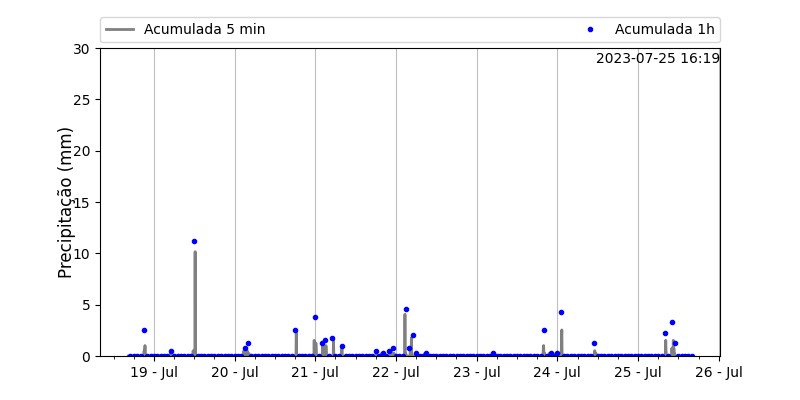 Acumulada 5 min
Acumulada 1h
2023-07-25 16:19
Precipitação (mm)
30
25
20
15
10
5
0
19 - Jul
20 - Jul
21 - Jul
22 - Jul
23 - Jul
24 - Jul
25 - Jul
26 - Jul